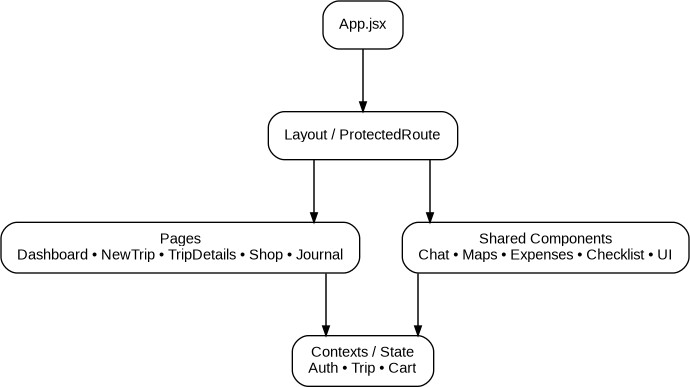 App.jsx
Layout / ProtectedRoute
Pages
Dashboard • NewTrip • TripDetails • Shop • Journal
Shared Components
Chat • Maps • Expenses • Checklist • UI
Contexts / State
Auth • Trip • Cart